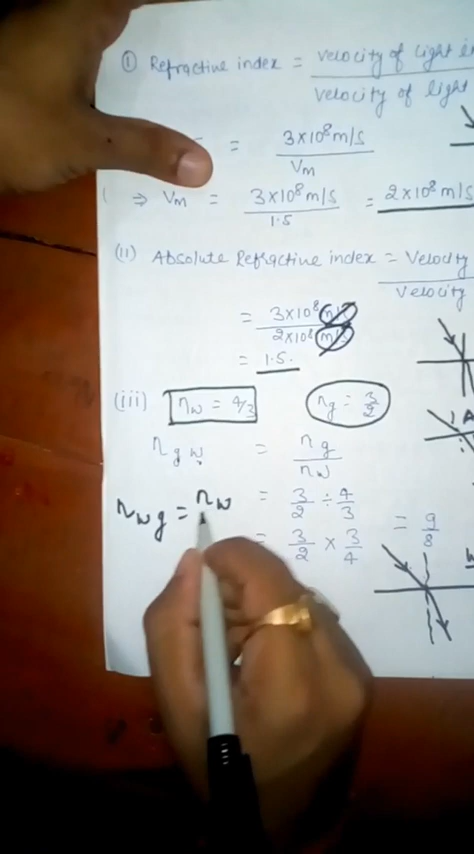 ① Refractive index = velocity of light
velocity of light
= 3×10⁸ m/s
Vm
⇒ Vm = 3×10⁸ m/s = 2×10⁸ m/s
1.5
(ii) Absolute Refractive index = Velocity
Velocity
= 3×10⁸ m/s
2×10⁸ m/s
= 1.5.
(iii) nw = 4/3 ng = 3/2
ngw = ng/nw
nwg = nw = 3/2 ÷ 4/3
= 3/2 × 3/4 = 9/8